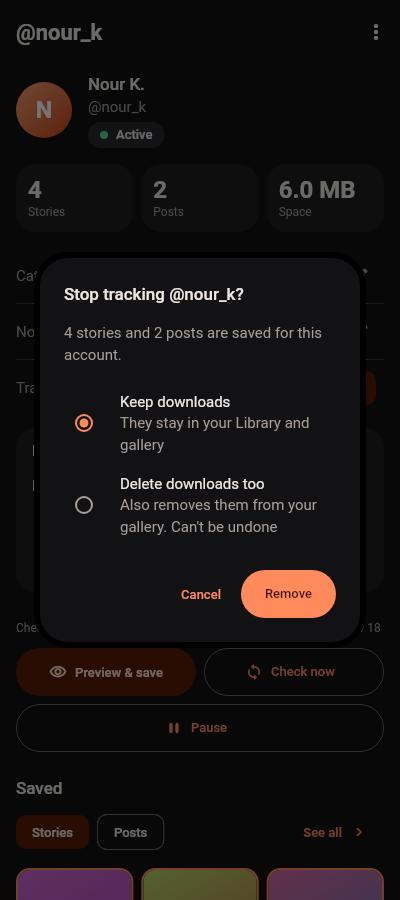 @nour_k
N
Nour K.
@nour_k
Active
4
Stories
2
Posts
6.0 MB
Space
Stop tracking @nour_k?
4 stories and 2 posts are saved for this
account.
Keep downloads
They stay in your Library and
gallery
Delete downloads too
Also removes them from your
gallery. Can't be undone
Cancel
Remove
18
Preview & save
Check now
Pause
Saved
Stories
Posts
See all